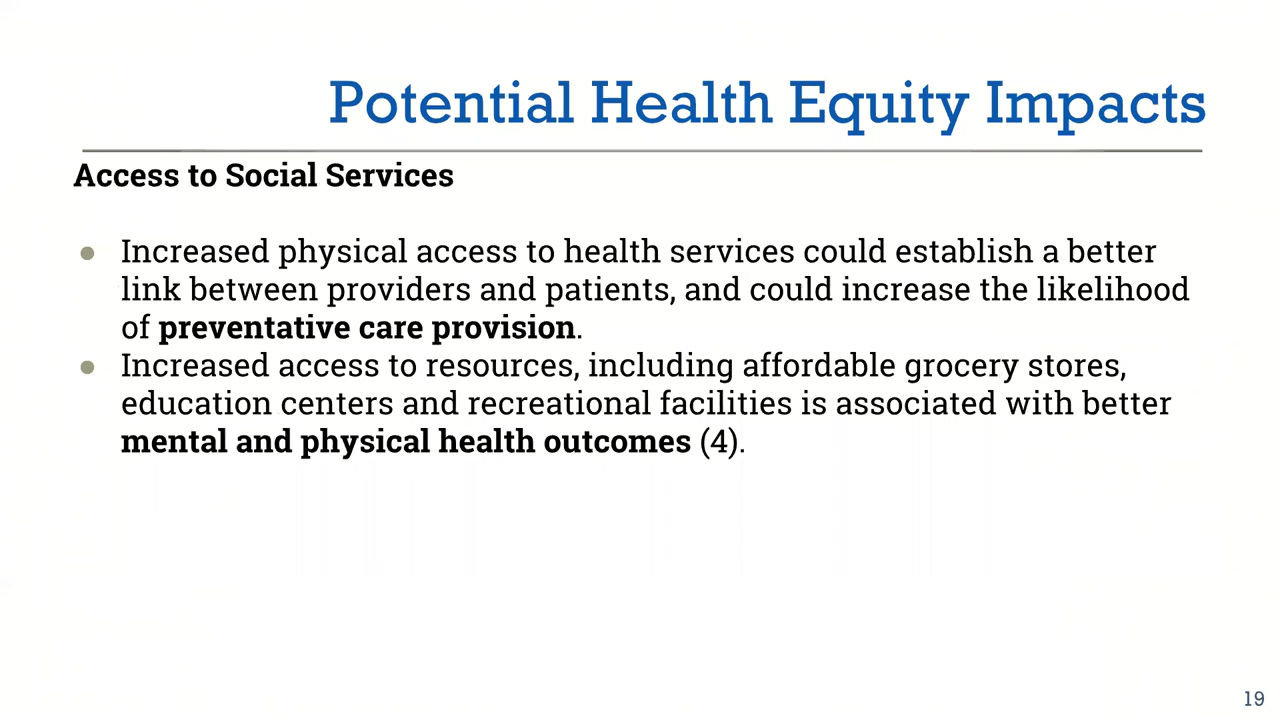 Potential Health Equity Impacts
Access to Social Services
● Increased physical access to health services could establish a better
link between providers and patients, and could increase the likelihood
of preventative care provision.
● Increased access to resources, including affordable grocery stores,
education centers and recreational facilities is associated with better
mental and physical health outcomes (4).
19